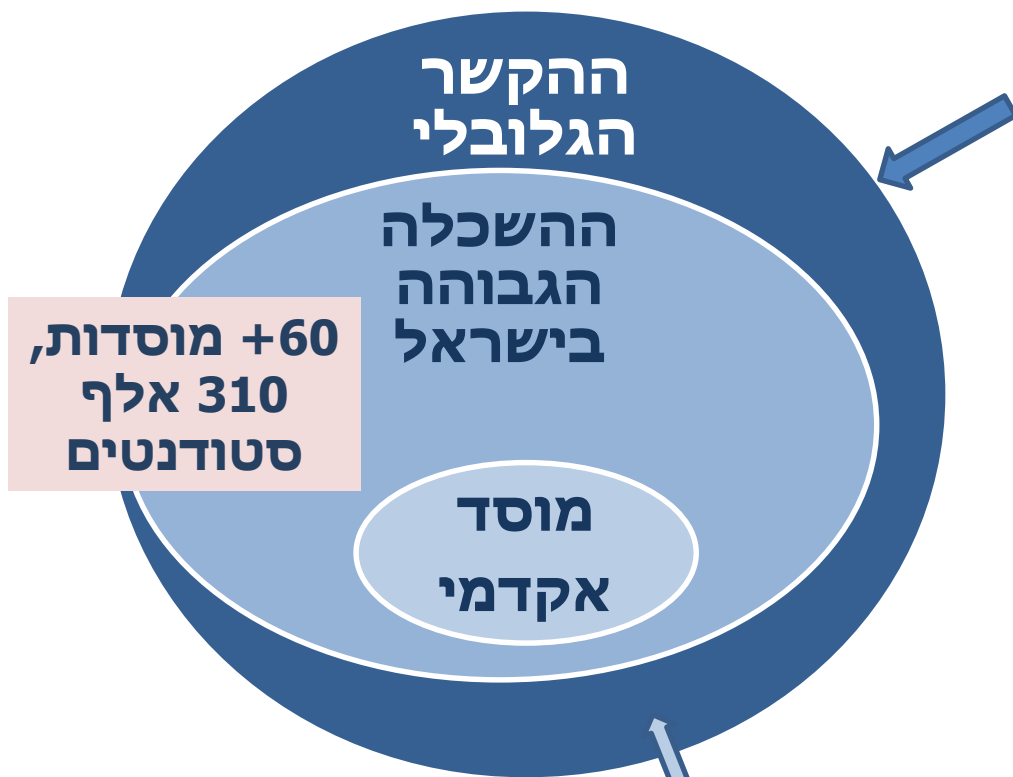 ההקשר
הגלובלי
ההשכלה
הגבוהה
בישראל
60+ מוסדות,
310 אלף
סטודנטים
מוסד
אקדמי